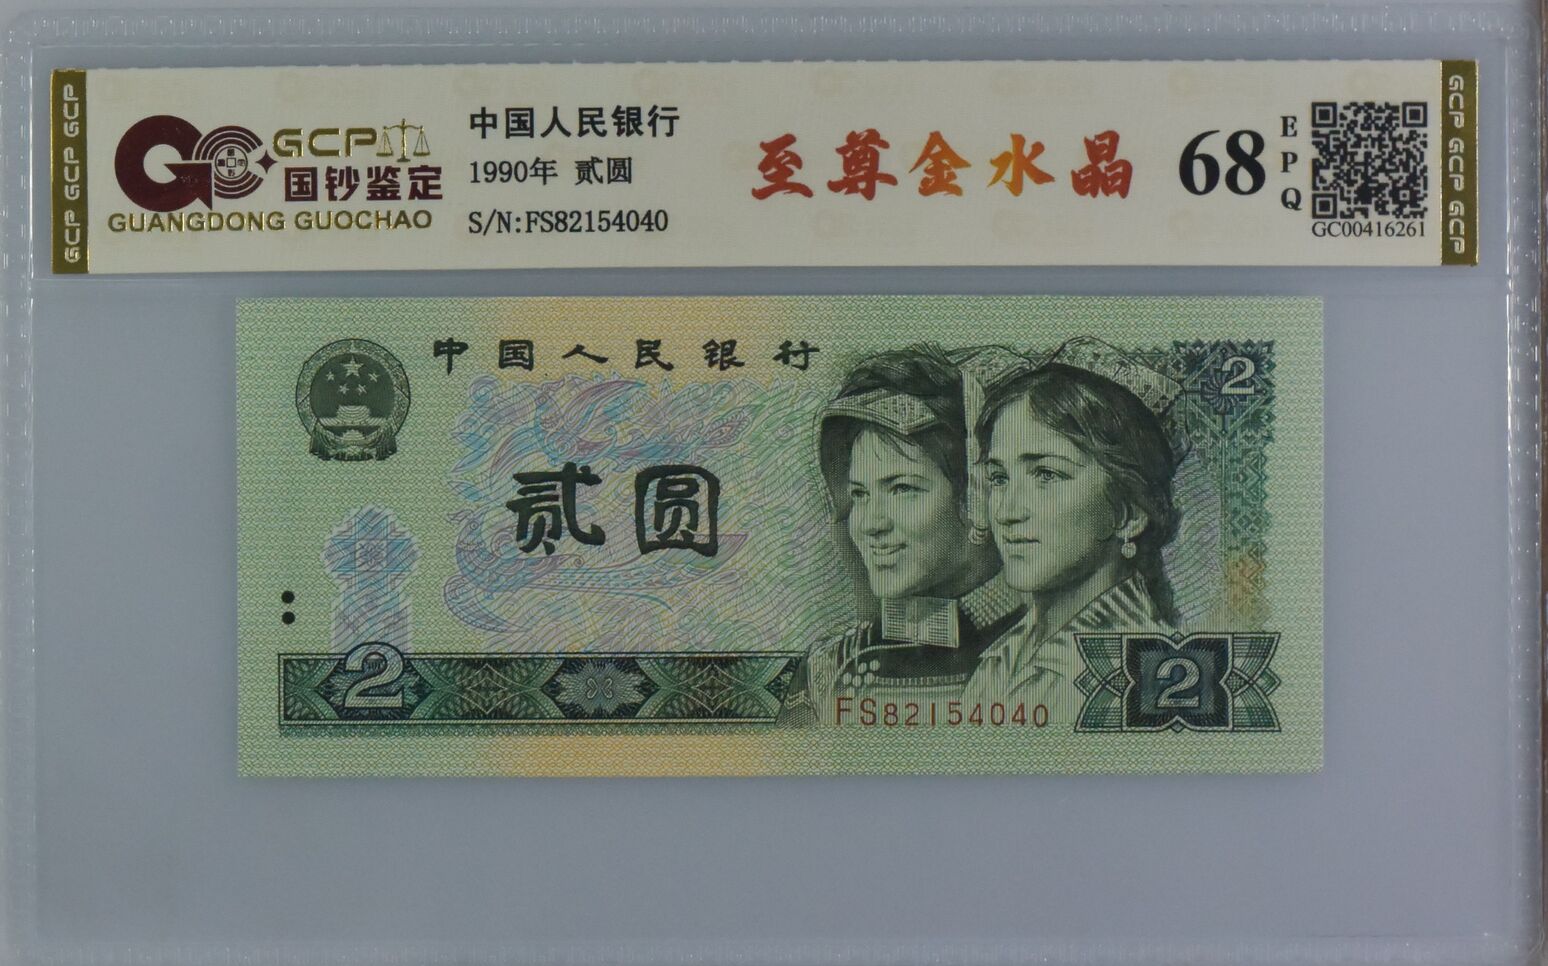 GCP GCP GCP
GCP
国钞鉴定
GUANGDONG GUOCHAO
中国人民银行
1990年 贰圆
S/N:FS82154040
至尊金水晶
68
EPQ
GC00416261
GCP GCP GCP
中国人民银行
2
贰圆
2
FS82154040
2